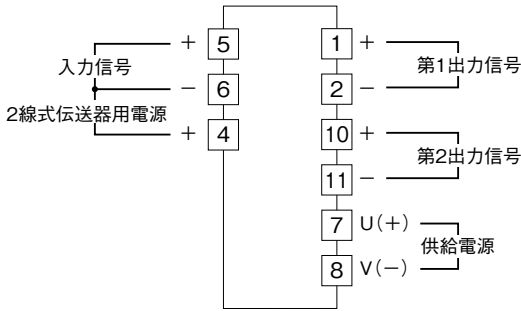 + 5
入力信号
- 6
2線式伝送器用電源
+ 4
1 +
第1出力信号
2 -
10 +
第2出力信号
11 -
7 U(+)
供給電源
8 V(-)